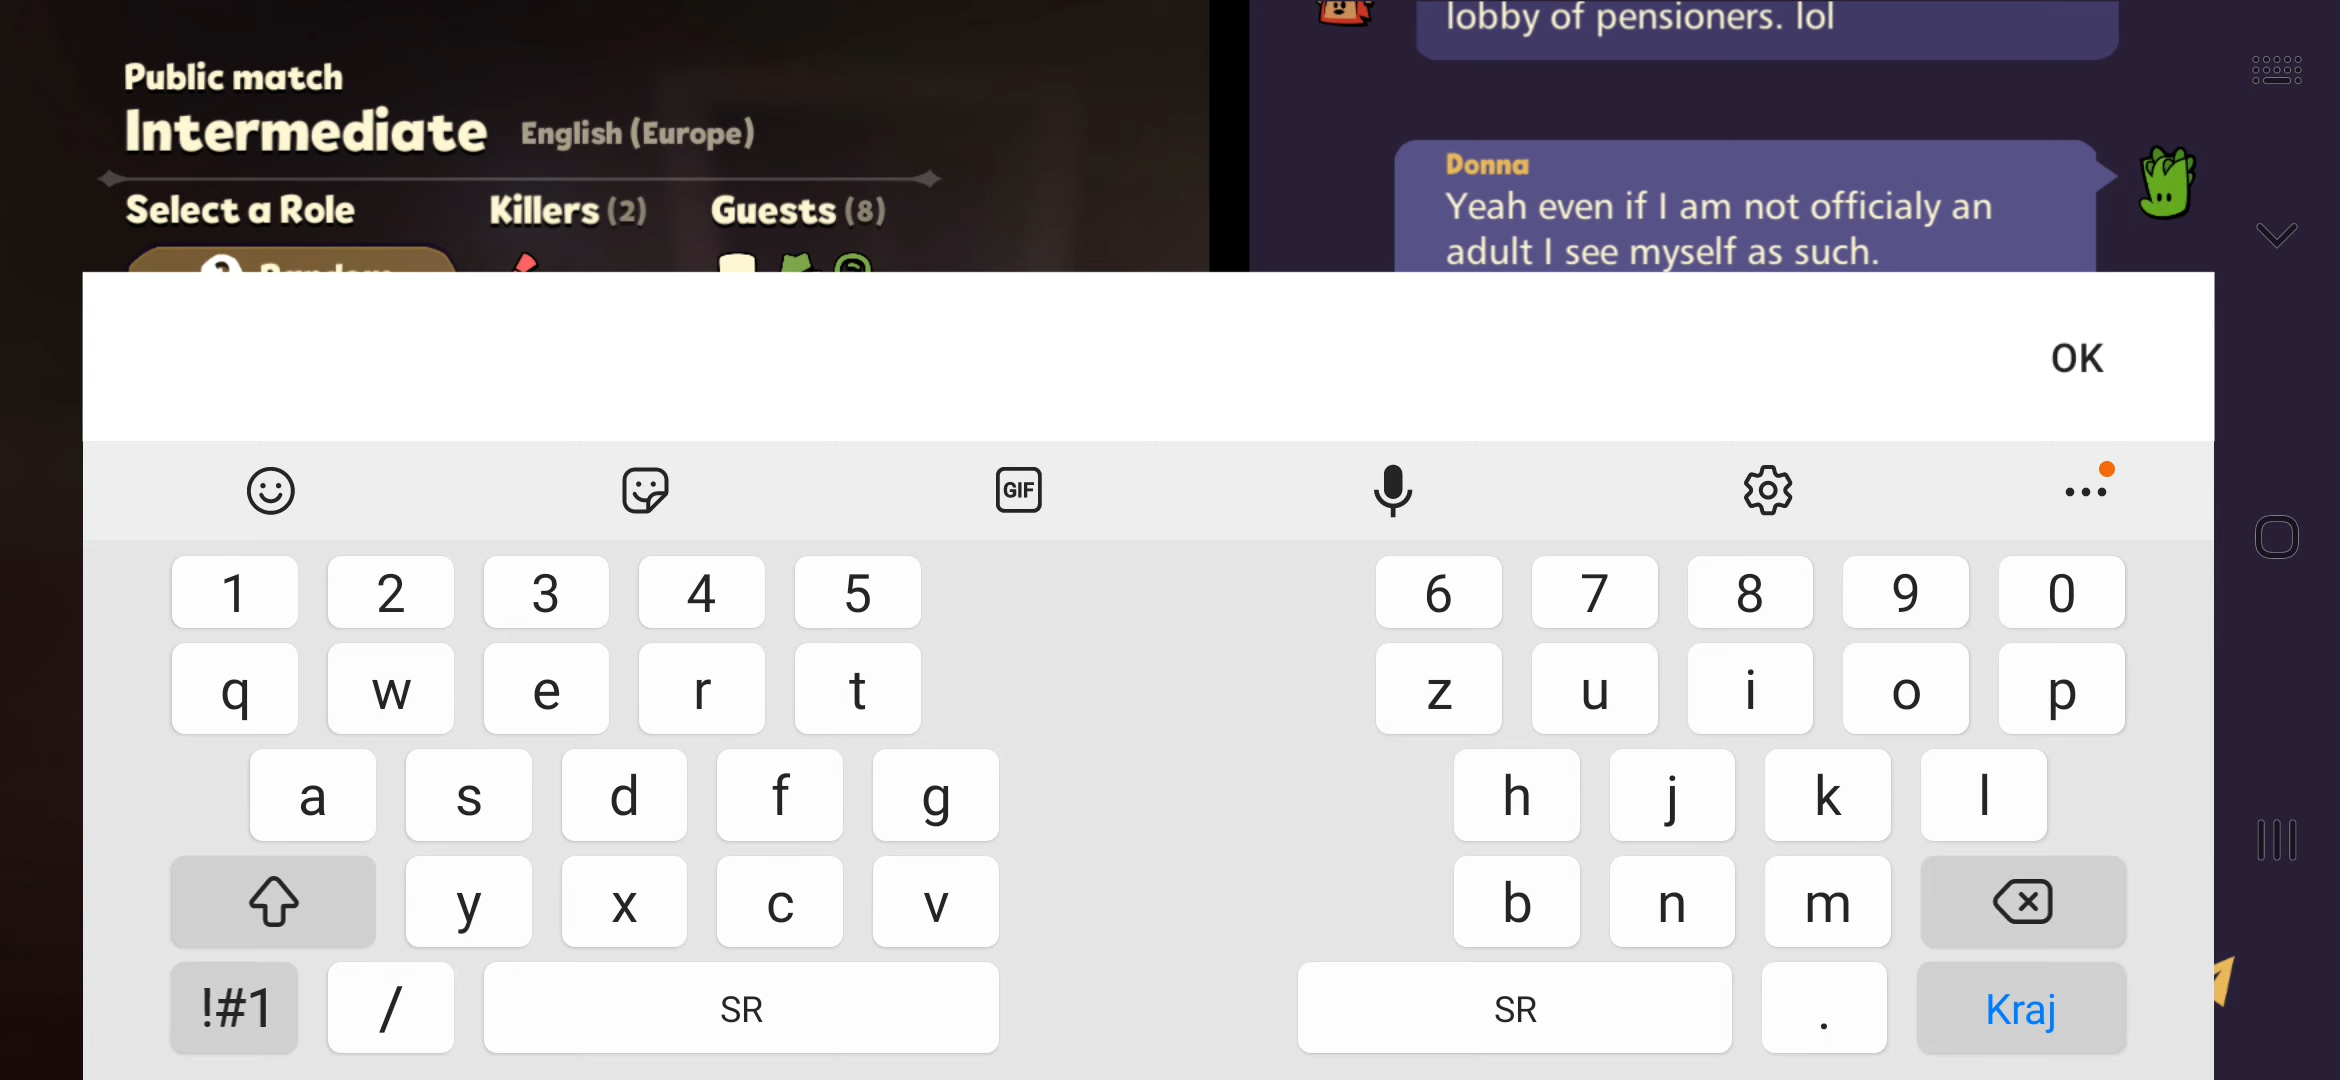 lobby of pensioners. lol
Public match
Intermediate English (Europe)
Select a Role Killers (2) Guests (8)
Random
Donna
Yeah even if I am not officialy an
adult I see myself as such.
OK
GIF
1 2 3 4 5 6 7 8 9 0
q w e r t z u i o p
a s d f g h j k l
y x c v b n m
!#1 / SR SR . Kraj